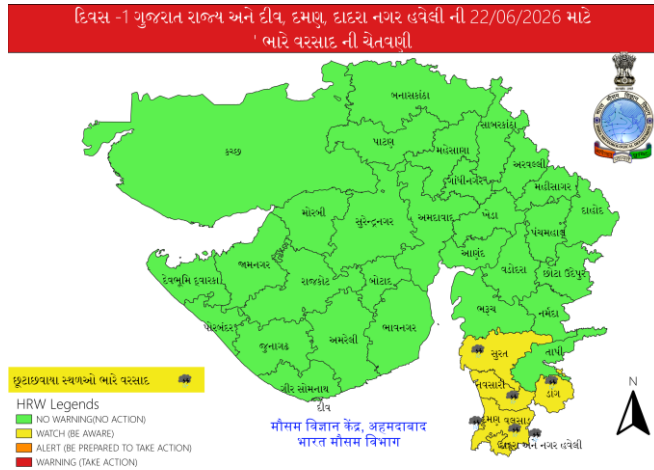 દિવસ -1 ગુજરાત રાજ્ય અને દીવ, દમણ, દાદરા નગર હવેલી ની 22/06/2026 માટે
' ભારે વરસાદ ની ચેતવણી
બનાસકાંઠા
સાબરકાંઠા
પાટણ
મહેસાણા
કચ્છ
અરવલ્લી
ગાંધીનગર
મહીસાગર
મોરબી
સુરેન્દ્રનગર
અમદાવાદ
ખેડા
દાહોદ
પંચમહાલ
આણંદ
જામનગર
વડોદરા
છોટા ઉદેપુર
દેવભૂમિ દ્વારકા
રાજકોટ
બોટાદ
ભરૂચ
નર્મદા
પોરબંદર
ભાવનગર
જુનાગઢ
અમરેલી
સુરત
તાપી
ગીર સોમનાથ
નવસારી
ડાંગ
દીવ
દમણ વલસાડ
દાદરા અને નગર હવેલી
છૂટાછવાયા સ્થળઓ ભારે વરસાદ
HRW Legends
NO WARNING(NO ACTION)
WATCH (BE AWARE)
ALERT (BE PREPARED TO TAKE ACTION)
WARNING (TAKE ACTION)
मौसम विज्ञान केंद्र, अहमदाबाद
भारत मौसम विभाग
N